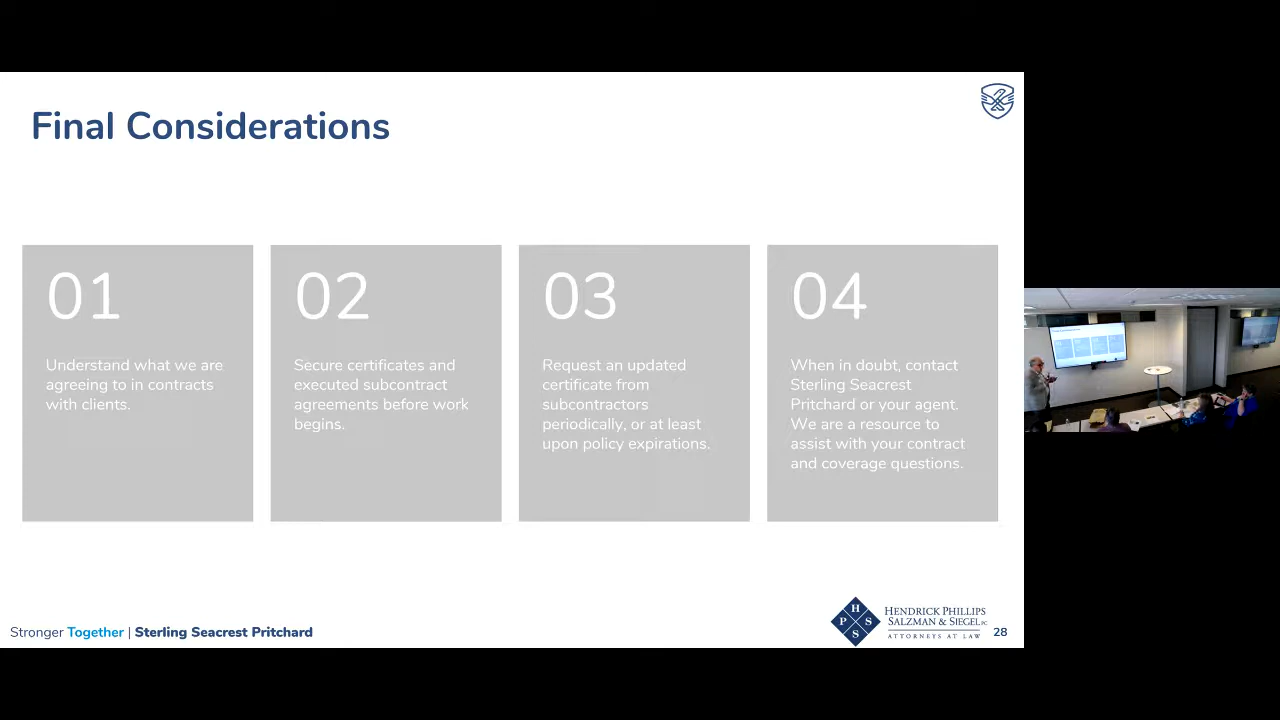 Final Considerations
01
Understand what we are
agreeing to in contracts
with clients.
02
Secure certificates and
executed subcontract
agreements before work
begins.
03
Request an updated
certificate from
subcontractors
periodically, or at least
upon policy expirations.
04
When in doubt, contact
Sterling Seacrest
Pritchard or your agent.
We are a resource to
assist with your contract
and coverage questions.
Stronger Together | Sterling Seacrest Pritchard
H
P S
S
HENDRICK PHILLIPS
SALZMAN & SIEGEL PC
ATTORNEYS AT LAW
28